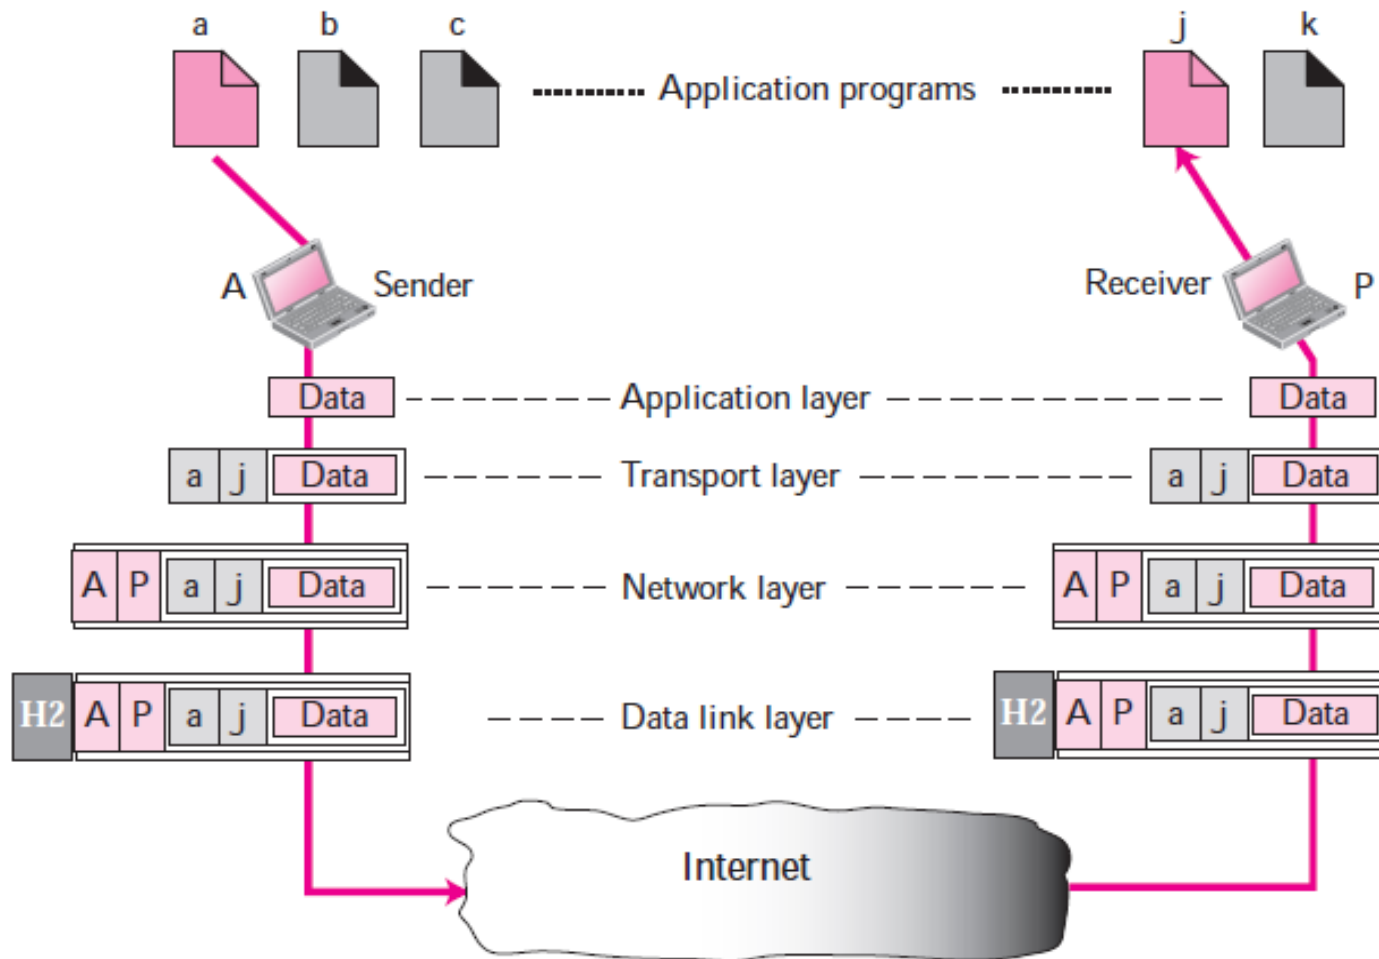 a b c j k
Application programs
A Sender Receiver P
Data Application layer Data
a j Data Transport layer a j Data
A P a j Data Network layer A P a j Data
H2 A P a j Data Data link layer H2 A P a j Data
Internet